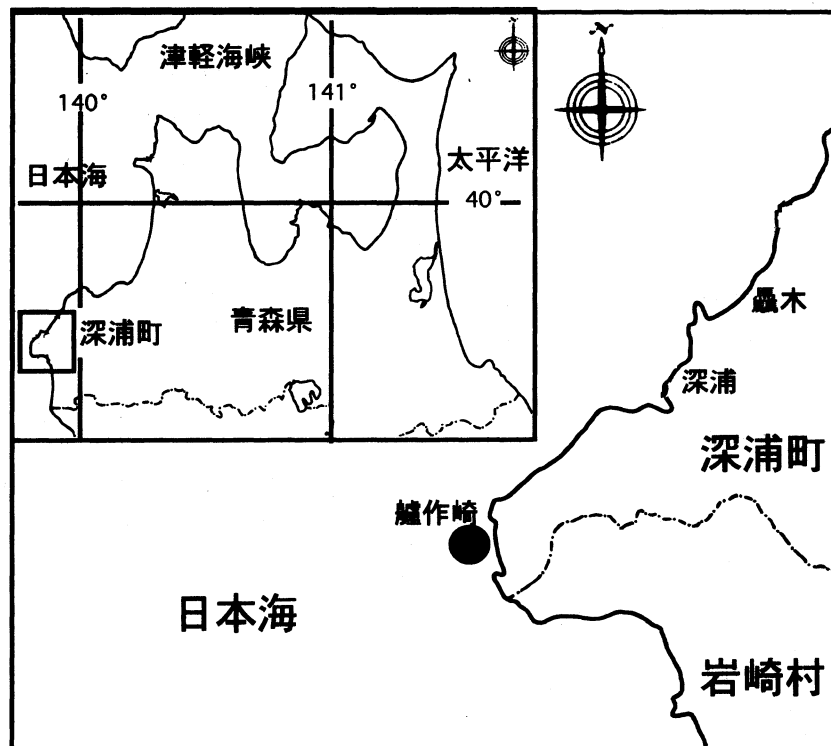 N
津軽海峡
140°
141°
日本海
太平洋
40°
深浦町
青森県
N
驫木
深浦
深浦町
艫作崎
日本海
岩崎村